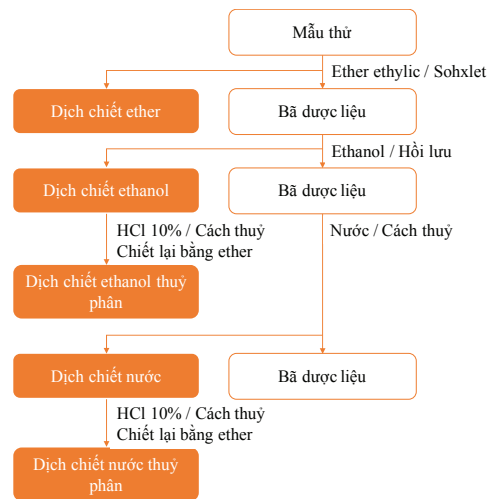 Mẫu thử
Ether ethylic / Sohxlet
Dịch chiết ether
Bã dược liệu
Ethanol / Hồi lưu
Dịch chiết ethanol
Bã dược liệu
HCl 10% / Cách thuỷ
Chiết lại bằng ether
Nước / Cách thuỷ
Dịch chiết ethanol thuỷ
phân
Dịch chiết nước
Bã dược liệu
HCl 10% / Cách thuỷ
Chiết lại bằng ether
Dịch chiết nước thuỷ
phân